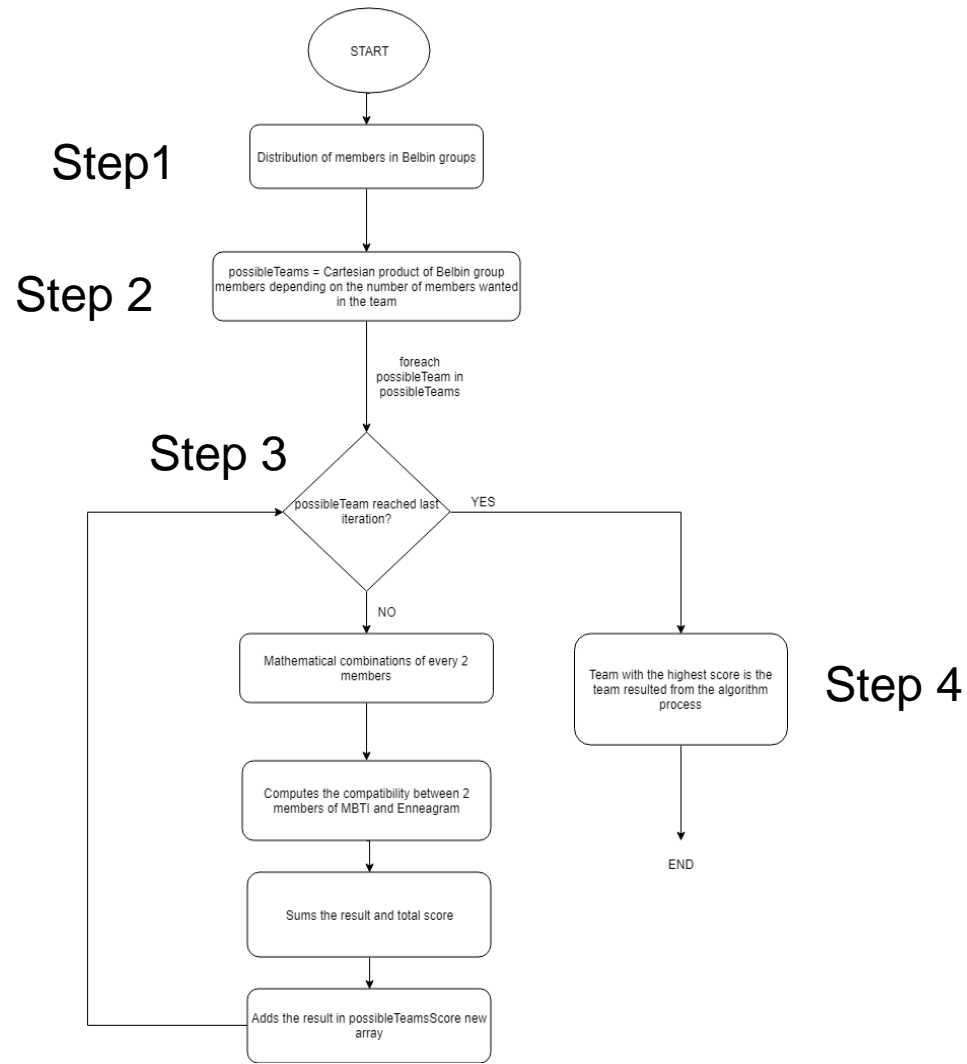 START
Step1
Distribution of members in Belbin groups
Step 2
possibleTeams = Cartesian product of Belbin group
members depending on the number of members wanted
in the team
foreach
possibleTeam in
possibleTeams
Step 3
possibleTeam reached last
iteration?
YES
NO
Mathematical combinations of every 2
members
Team with the highest score is the
team resulted from the algorithm
process
Step 4
Computes the compatibility between 2
members of MBTI and Enneagram
END
Sums the result and total score
Adds the result in possibleTeamsScore new
array